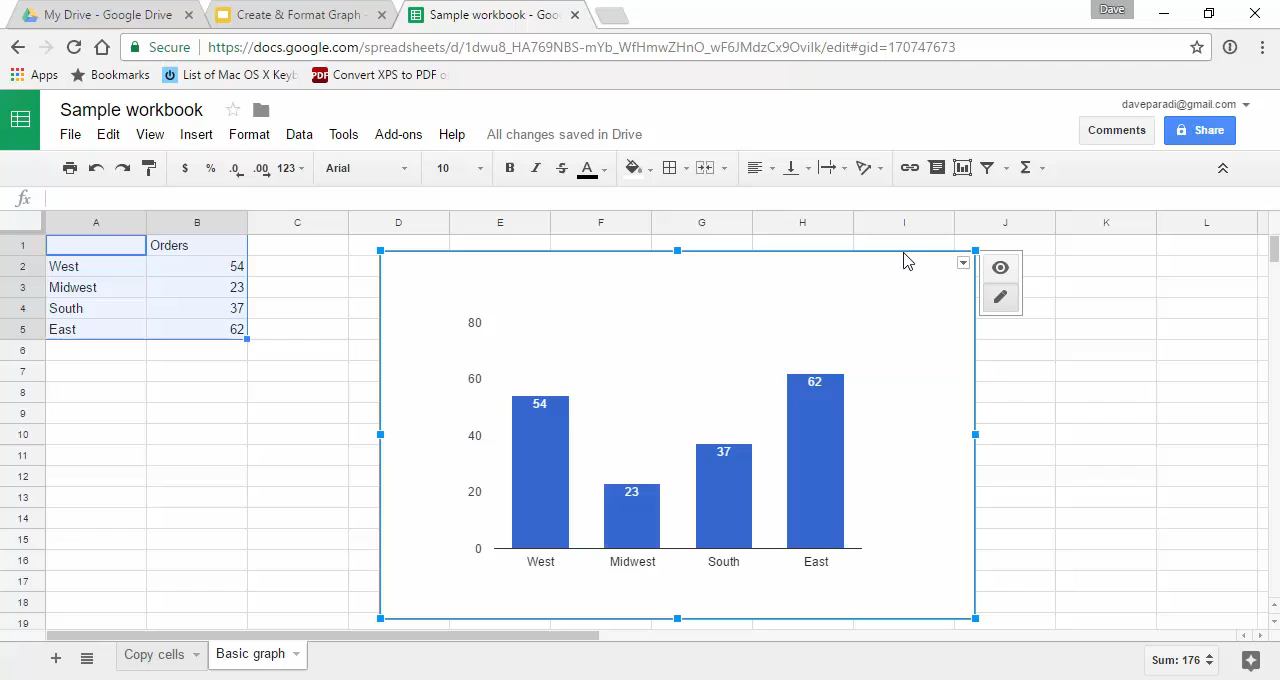 Dave
My Drive - Google Drive
Create & Format Graph -
Sample workbook - Goo
Secure
https://docs.google.com/spreadsheets/d/1dwu8_HA769NBS-mYb_WfHmwZHnO_wF6JMdzCx9OviIk/edit#gid=170747673
Apps
Bookmarks
List of Mac OS X Keyb
PDF
Convert XPS to PDF o
Sample workbook
daveparadi@gmail.com
File Edit View Insert Format Data Tools Add-ons Help All changes saved in Drive
Comments
Share
$ % .0 .00 123 Arial 10 B I S A Σ
fx
A B C D E F G H I J K L
1 Orders
2 West 54
3 Midwest 23
4 South 37
5 East 62
6
7
8
9
10
11
12
13
14
15
16
17
18
19
80
60
40
20
0
54
23
37
62
West Midwest South East
Copy cells
Basic graph
Sum: 176